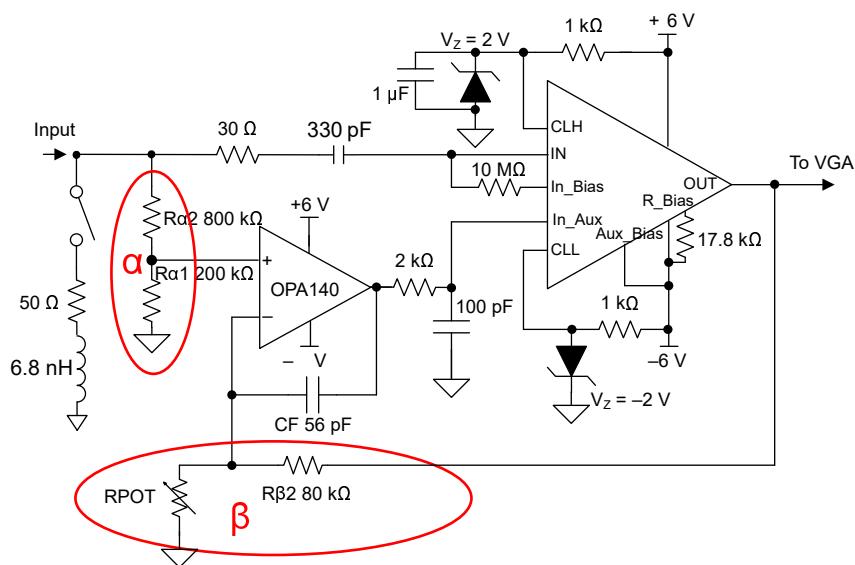 1 kΩ
+ 6 V
V_Z = 2 V
1 µF
CLH
Input
30 Ω
330 pF
IN
10 MΩ
In_Bias
To VGA
OUT
R_Bias
+6 V
Rα2 800 kΩ
In_Aux
Aux_Bias
17.8 kΩ
α
+
CLL
Rα1 200 kΩ
OPA140
2 kΩ
50 Ω
100 pF
1 kΩ
−
– V
–6 V
6.8 nH
V_Z = –2 V
CF 56 pF
RPOT
Rβ2 80 kΩ
β